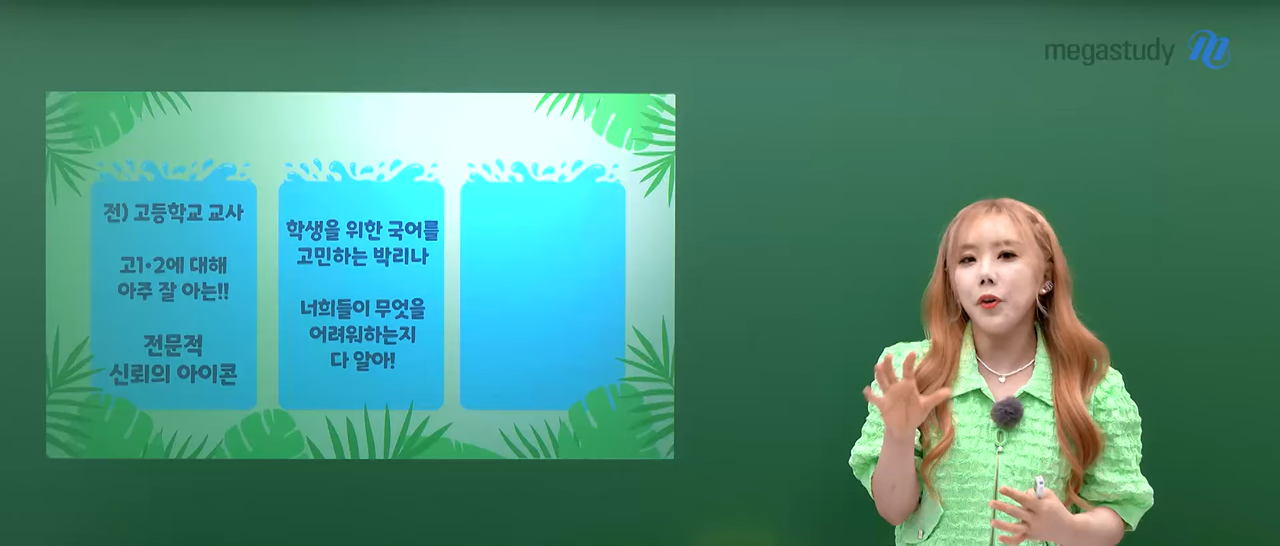 megastudy
전) 고등학교 교사
고1·2에 대해
아주 잘 아는!!
전문적
신뢰의 아이콘
학생을 위한 국어를
고민하는 박리나
너희들이 무엇을
어려워하는지
다 알아!